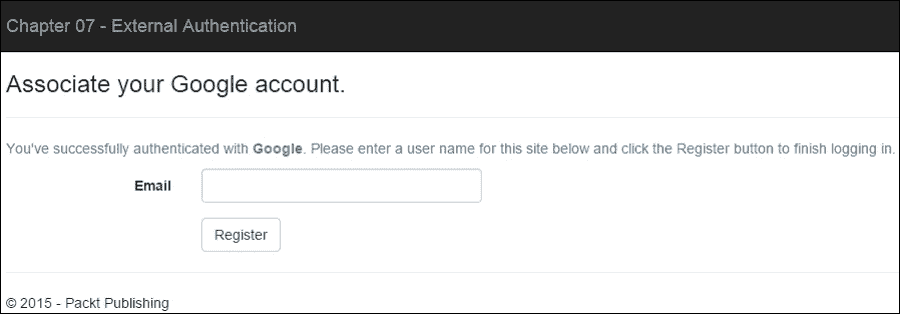 Chapter 07 - External Authentication
Associate your Google account.
You've successfully authenticated with Google. Please enter a user name for this site below and click the Register button to finish logging in.
Email
Register
© 2015 - Packt Publishing